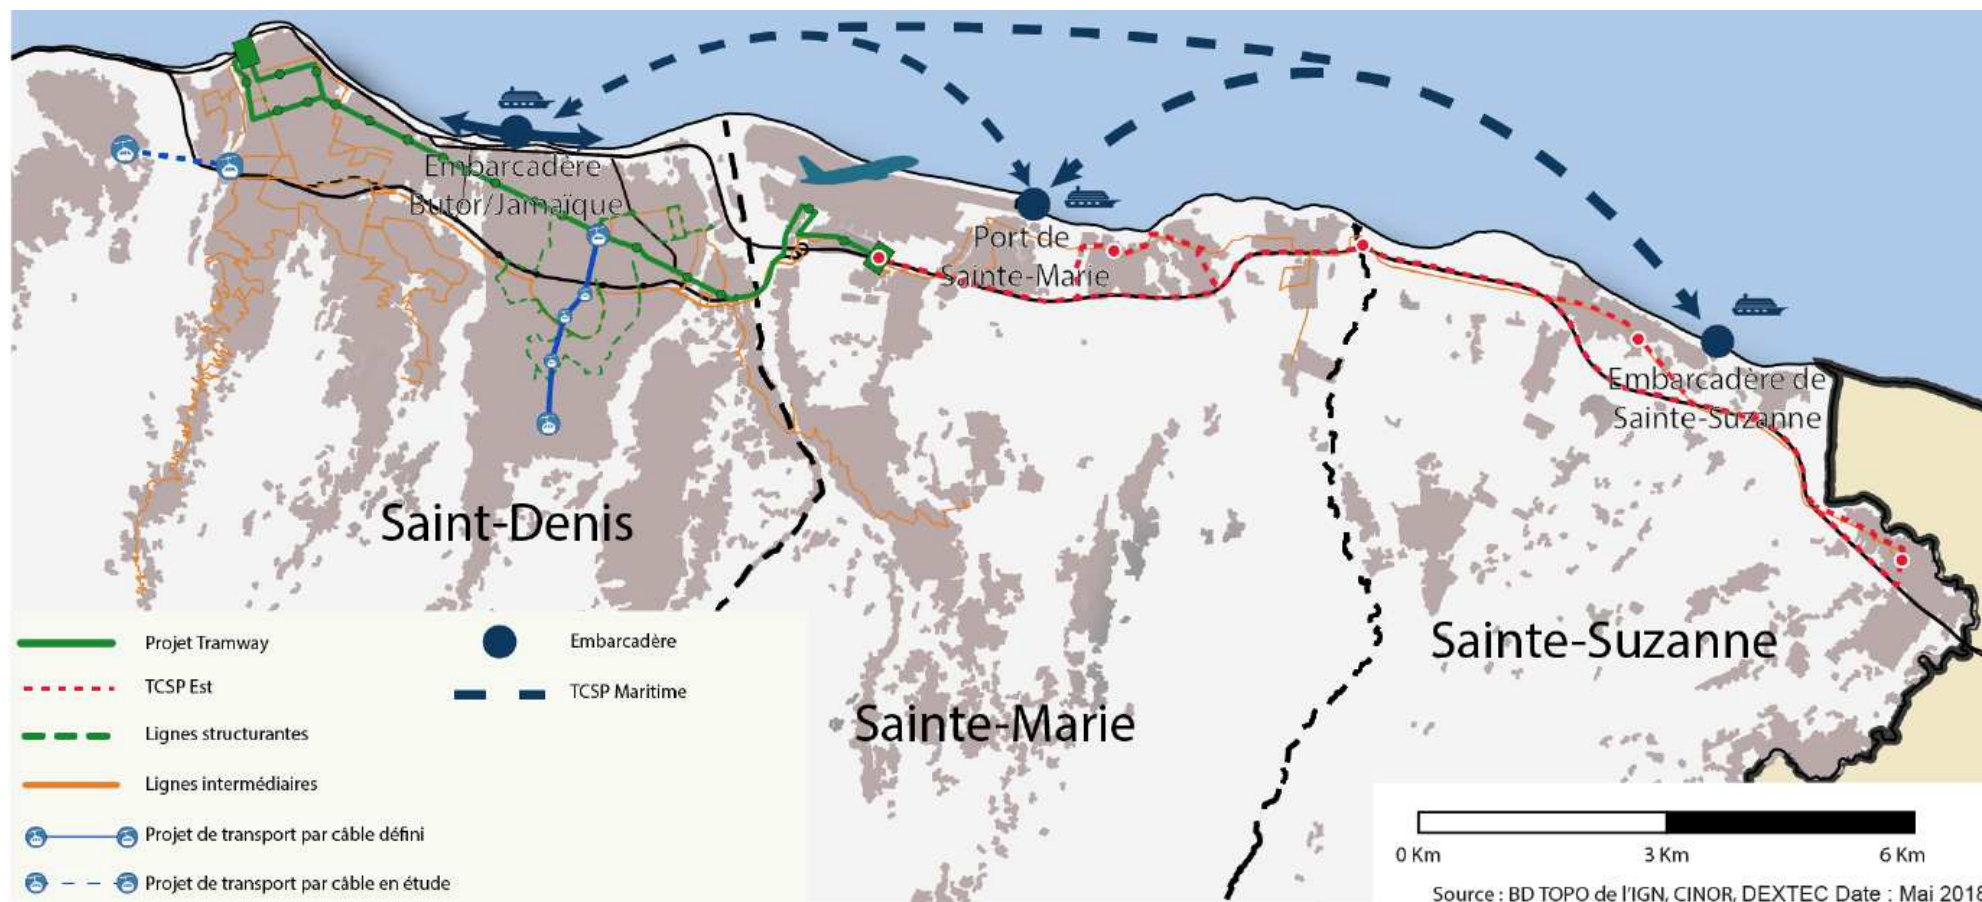 Embarcadère
Butor/Jamaïque
Port de
Sainte-Marie
Embarcadère de
Sainte-Suzanne
Saint-Denis
Sainte-Suzanne
Sainte-Marie
Projet Tramway
TCSP Est
Lignes structurantes
Lignes intermédiaires
Projet de transport par câble défini
Projet de transport par câble en étude
Embarcadère
TCSP Maritime
0 Km 3 Km 6 Km
Source : BD TOPO de l'IGN, CINOR, DEXTEC Date : Mai 2018